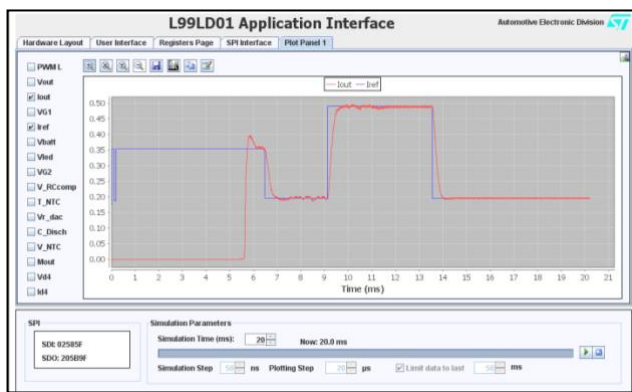 L99LD01 Application Interface
Automotive Electronic Division
Hardware Layout User Interface Registers Page SPI Interface Plot Panel 1
PWM L
Vout
Iout
VG1
Iref
Vbatt
Vled
VG2
V_RCcomp
T_NTC
Vr_dac
C_Disch
V_NTC
Mout
Vd4
Id4
Iout Iref
0.50
0.45
0.40
0.35
0.30
0.25
0.20
0.15
0.10
0.05
0.00
0 1 2 3 4 5 6 7 8 9 10 11 12 13 14 15 16 17 18 19 20 21
Time (ms)
SPI
SDI: 02585F
SDO: 205B9F
Simulation Parameters
Simulation Time (ms): 20 Now: 20.0 ms
Simulation Step 50 ns Plotting Step 20 µs Limit data to last 50 ms